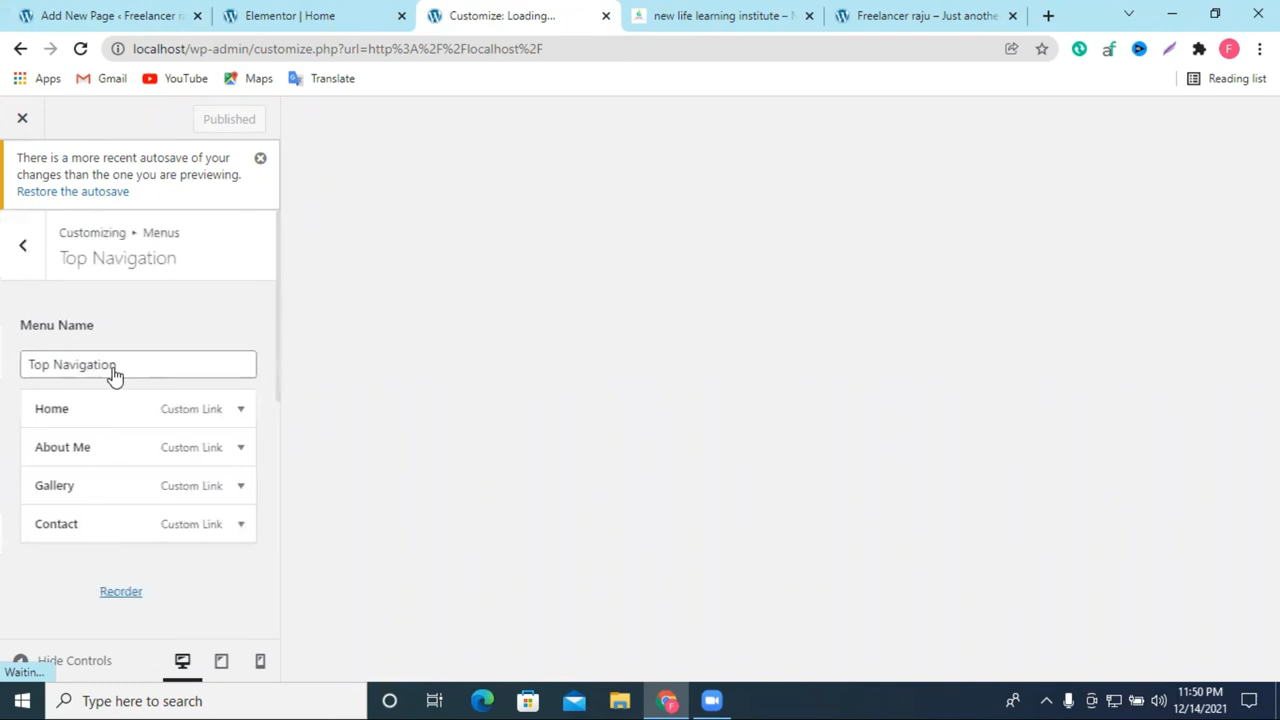 Add New Page ‹ Freelancer r
Elementor | Home
Customize: Loading...
new life learning institute –
Freelancer raju – Just anothe
localhost/wp-admin/customize.php?url=http%3A%2F%2Flocalhost%2F
Apps
Gmail
YouTube
Maps
Translate
Reading list
Published
There is a more recent autosave of your
changes than the one you are previewing.
Restore the autosave
Customizing ▸ Menus
Top Navigation
Menu Name
Top Navigation
Home Custom Link
About Me Custom Link
Gallery Custom Link
Contact Custom Link
Reorder
Hide Controls
Waitin...
Type here to search
11:50 PM
12/14/2021